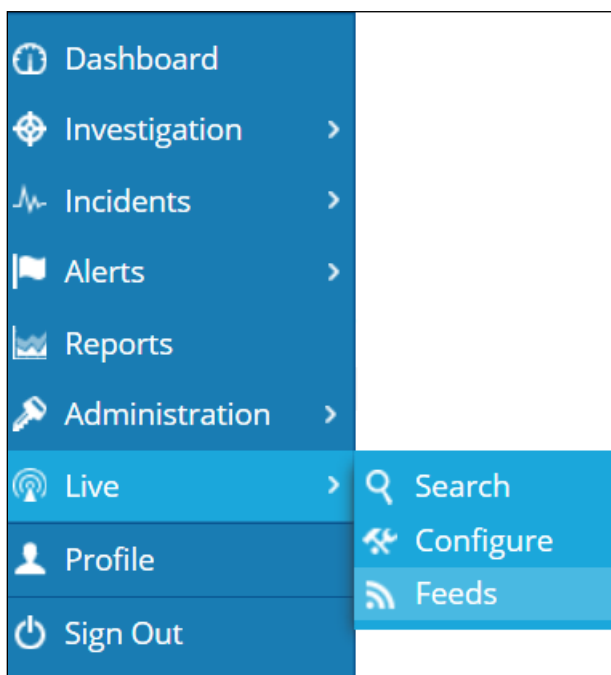 Dashboard
Investigation
Incidents
Alerts
Reports
Administration
Live
Search
Configure
Feeds
Profile
Sign Out